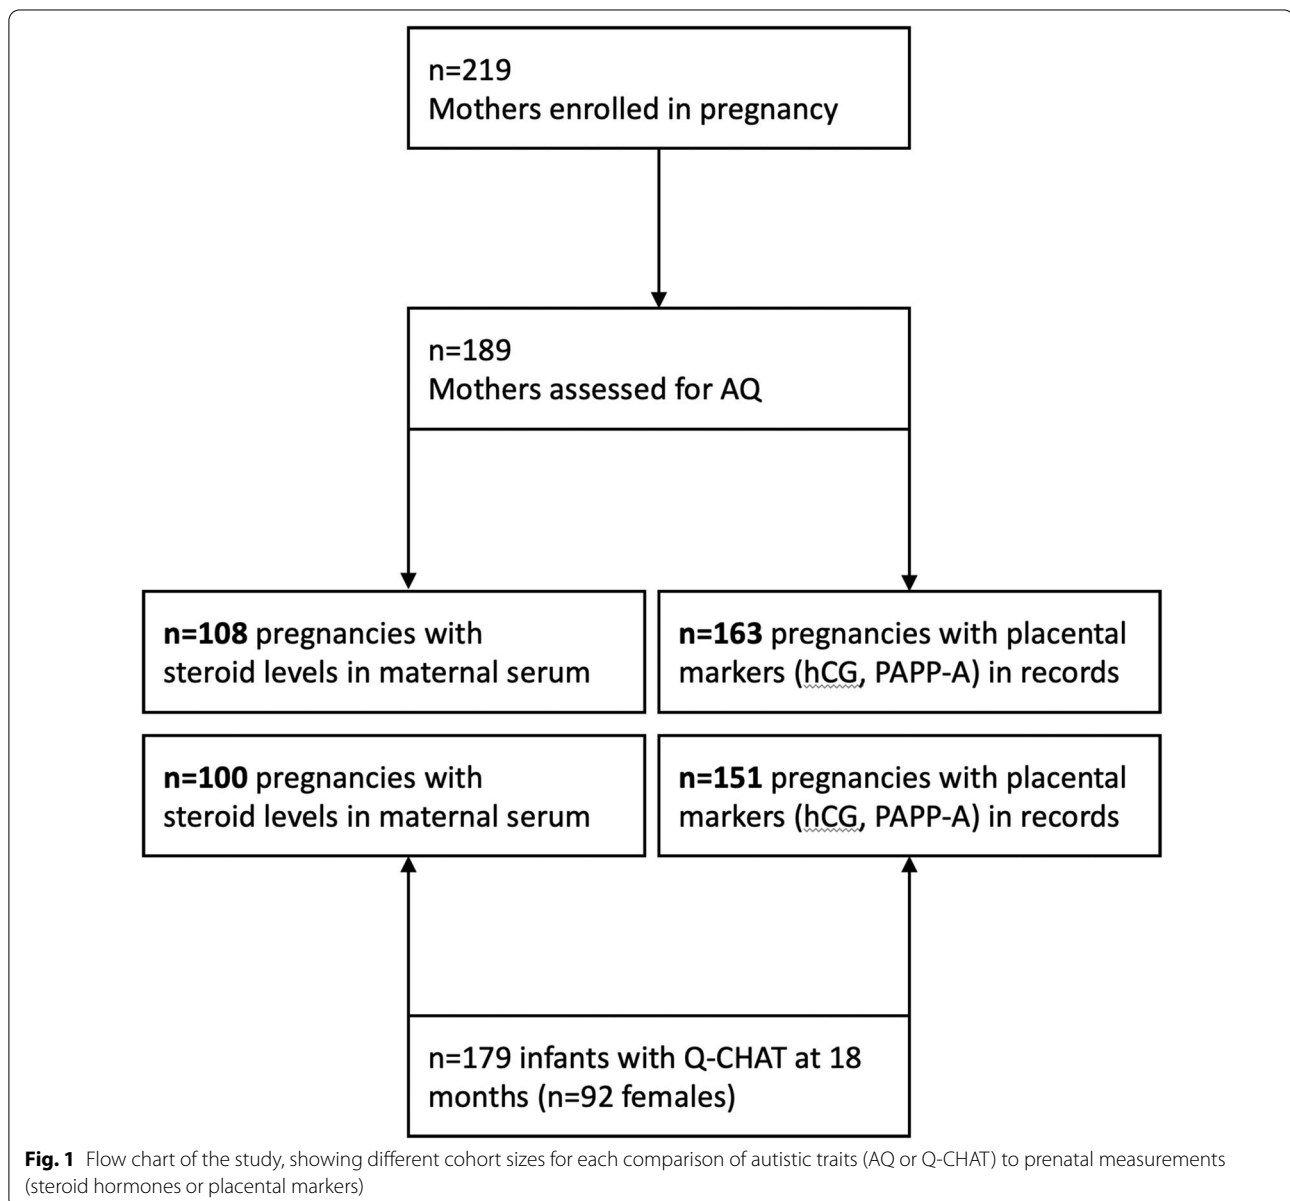 n=219
Mothers enrolled in pregnancy
n=189
Mothers assessed for AQ
n=108 pregnancies with
steroid levels in maternal serum
n=163 pregnancies with placental
markers (hCG, PAPP-A) in records
n=100 pregnancies with
steroid levels in maternal serum
n=151 pregnancies with placental
markers (hCG, PAPP-A) in records
n=179 infants with Q-CHAT at 18
months (n=92 females)
Fig. 1 Flow chart of the study, showing different cohort sizes for each comparison of autistic traits (AQ or Q-CHAT) to prenatal measurements
(steroid hormones or placental markers)